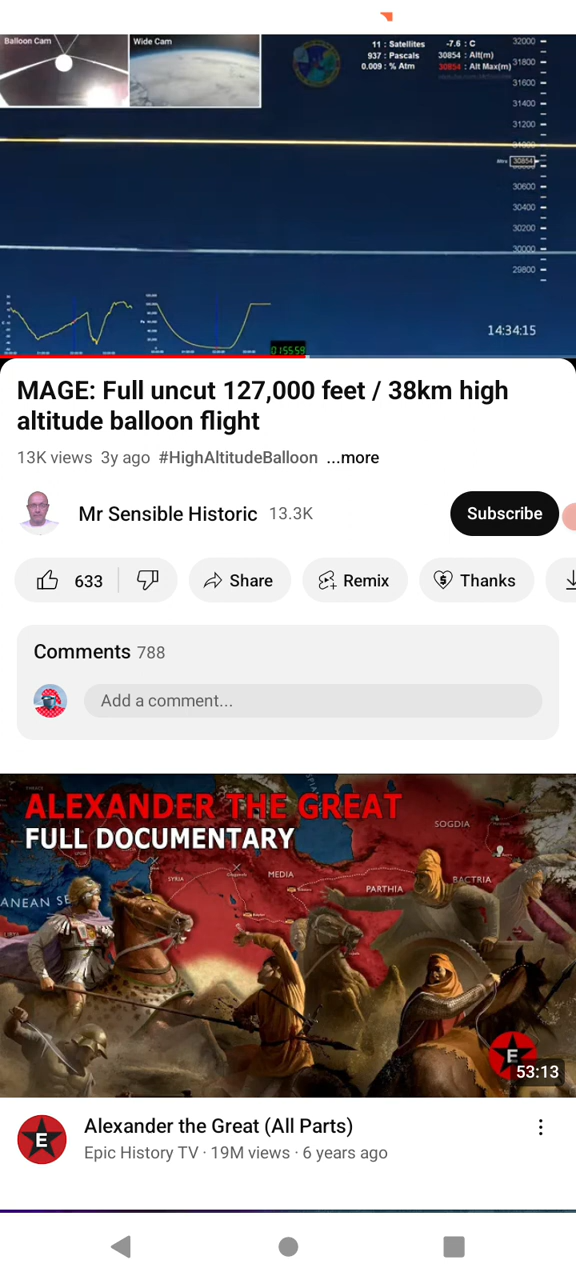 Balloon Cam
Wide Cam
11 : Satellites
937 : Pascals
0.009 : % Atm
-7.6 : C
30854 : Alt(m)
30854 : Alt Max(m)
32000
31800
31600
31400
31200
31000
30854
30600
30400
30200
30000
29800
14:34:15
015559
MAGE: Full uncut 127,000 feet / 38km high
altitude balloon flight
13K views 3y ago #HighAltitudeBalloon ...more
Mr Sensible Historic 13.3K
Subscribe
633
Share
Remix
Thanks
Comments 788
Add a comment...
ALEXANDER THE GREAT
FULL DOCUMENTARY
SOGDIA
SYRIA
MEDIA
PARTHIA
BACTRIA
ANEAN SE
E
53:13
E
Alexander the Great (All Parts)
Epic History TV · 19M views · 6 years ago